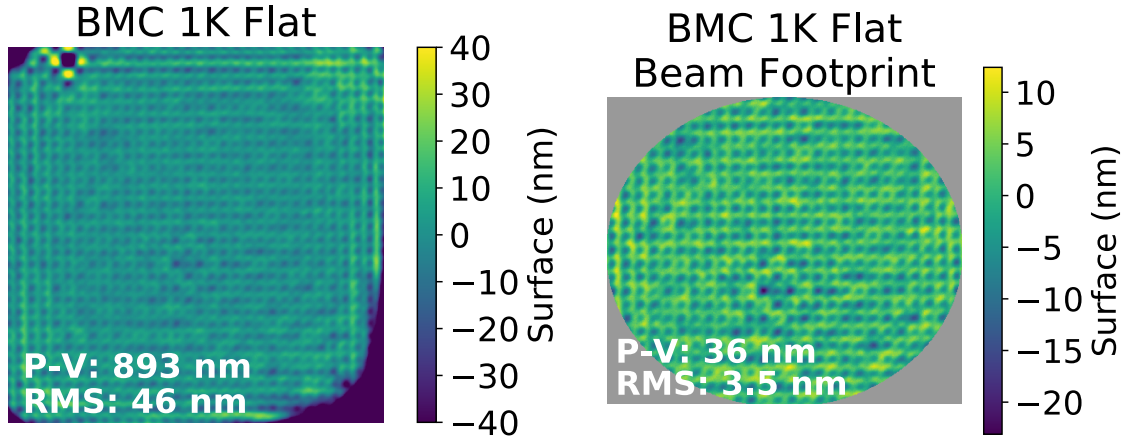 BMC 1K Flat
40
30
20
10
0
−10
−20
−30
−40
Surface (nm)
P-V: 893 nm
RMS: 46 nm
BMC 1K Flat
Beam Footprint
10
5
0
−5
−10
−15
−20
Surface (nm)
P-V: 36 nm
RMS: 3.5 nm